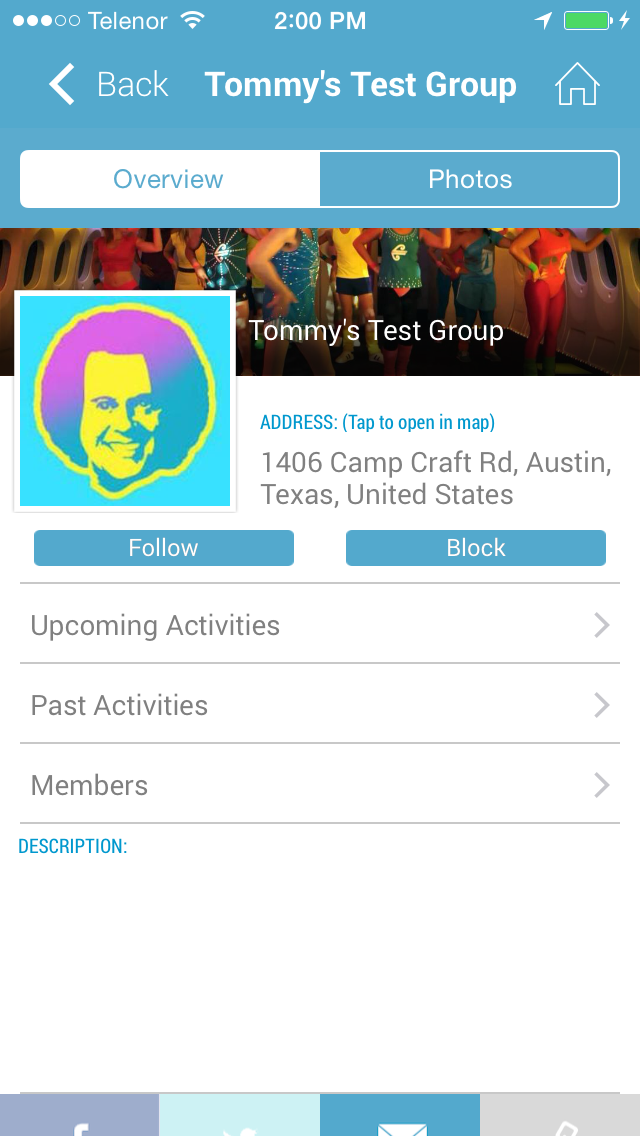 Telenor 2:00 PM
Back Tommy's Test Group
Overview Photos
Tommy's Test Group
ADDRESS: (Tap to open in map)
1406 Camp Craft Rd, Austin,
Texas, United States
Follow Block
Upcoming Activities
Past Activities
Members
DESCRIPTION: